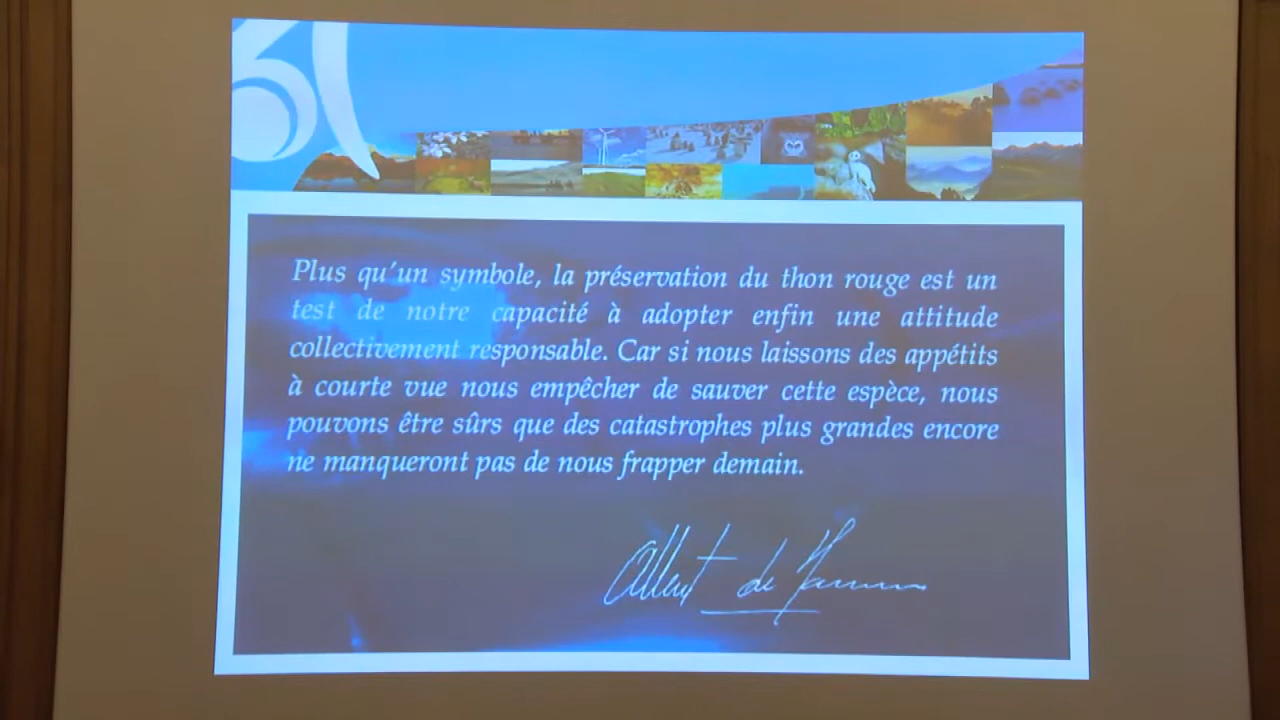 Plus qu'un symbole, la préservation du thon rouge est un
test de notre capacité à adopter enfin une attitude
collectivement responsable. Car si nous laissons des appétits
à courte vue nous empêcher de sauver cette espèce, nous
pouvons être sûrs que des catastrophes plus grandes encore
ne manqueront pas de nous frapper demain.
Albert de